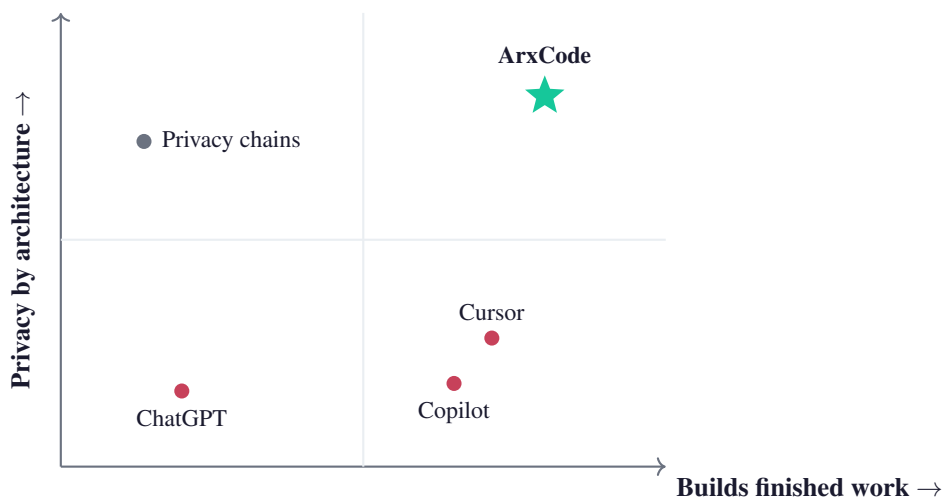 ArxCode
Privacy chains
Privacy by architecture →
Cursor
Copilot
ChatGPT
Builds finished work →